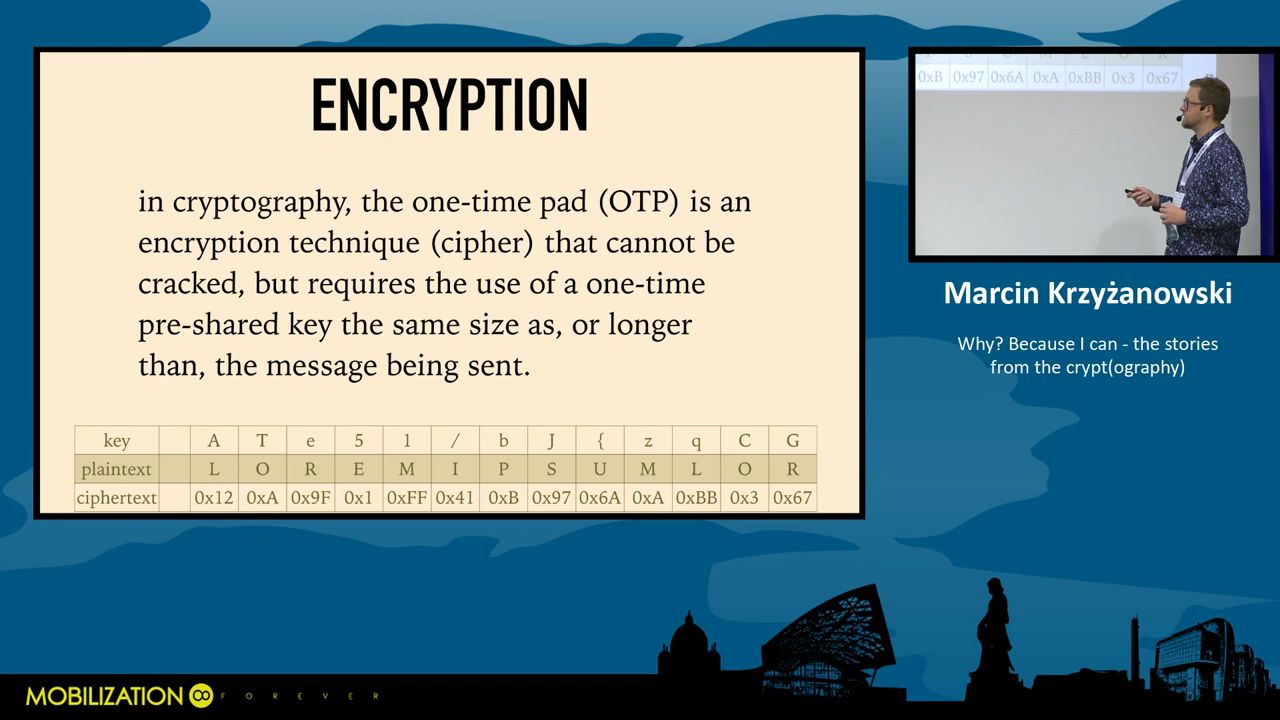 ENCRYPTION
in cryptography, the one-time pad (OTP) is an
encryption technique (cipher) that cannot be
cracked, but requires the use of a one-time
pre-shared key the same size as, or longer
than, the message being sent.
key A T e 5 1 / b J { z q C G
plaintext L O R E M I P S U M L O R
ciphertext 0x12 0xA 0x9F 0x1 0xFF 0x41 0xB 0x97 0x6A 0xA 0xBB 0x3 0x67
0xB 0x97 0x6A 0xA 0xBB 0x3 0x67
Marcin Krzyżanowski
Why? Because I can - the stories
from the crypt(ography)
MOBILIZATION FOREVER